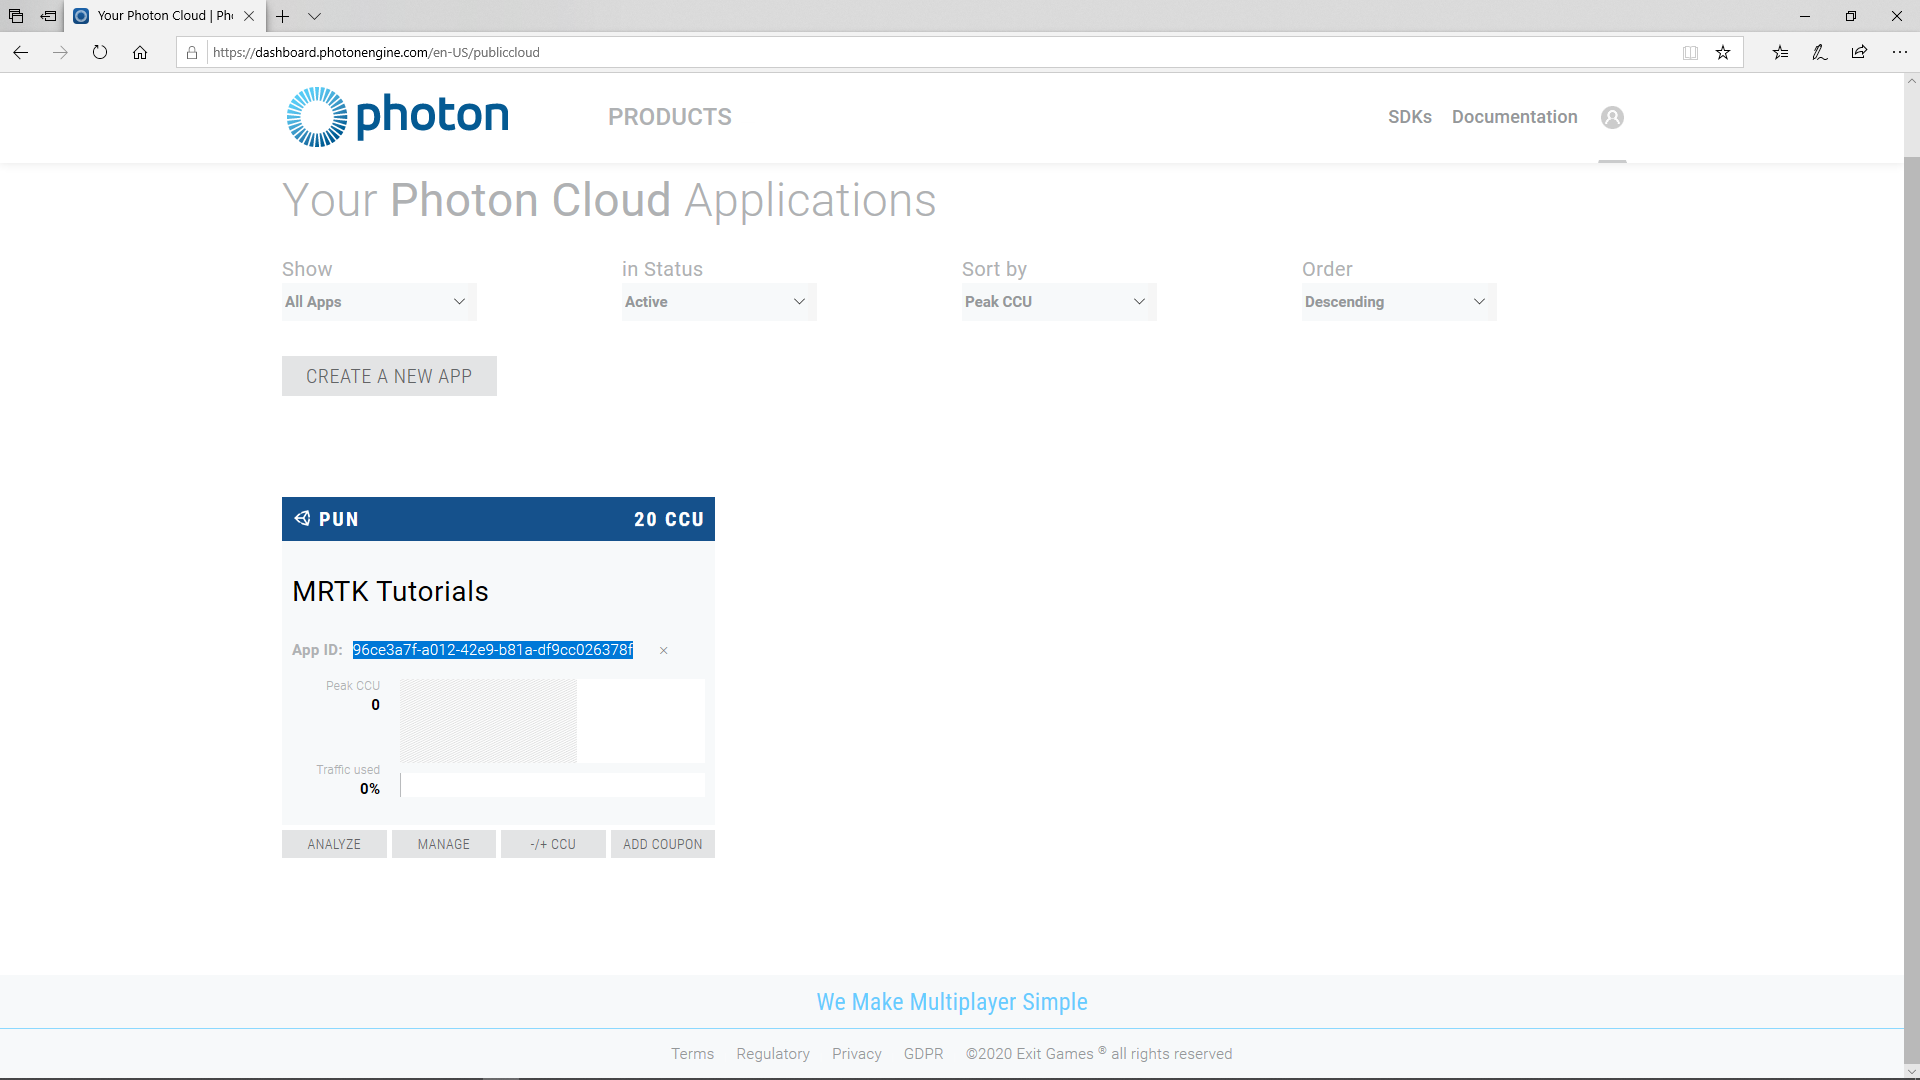 Your Photon Cloud | Ph
https://dashboard.photonengine.com/en-US/publiccloud
photon
PRODUCTS
SDKs
Documentation
Your Photon Cloud Applications
Show
in Status
Sort by
Order
All Apps
Active
Peak CCU
Descending
CREATE A NEW APP
PUN
20 CCU
MRTK Tutorials
App ID: 96ce3a7f-a012-42e9-b81a-df9cc026378f
Peak CCU
0
Traffic used
0%
ANALYZE
MANAGE
-/+ CCU
ADD COUPON
We Make Multiplayer Simple
Terms Regulatory Privacy GDPR ©2020 Exit Games ® all rights reserved